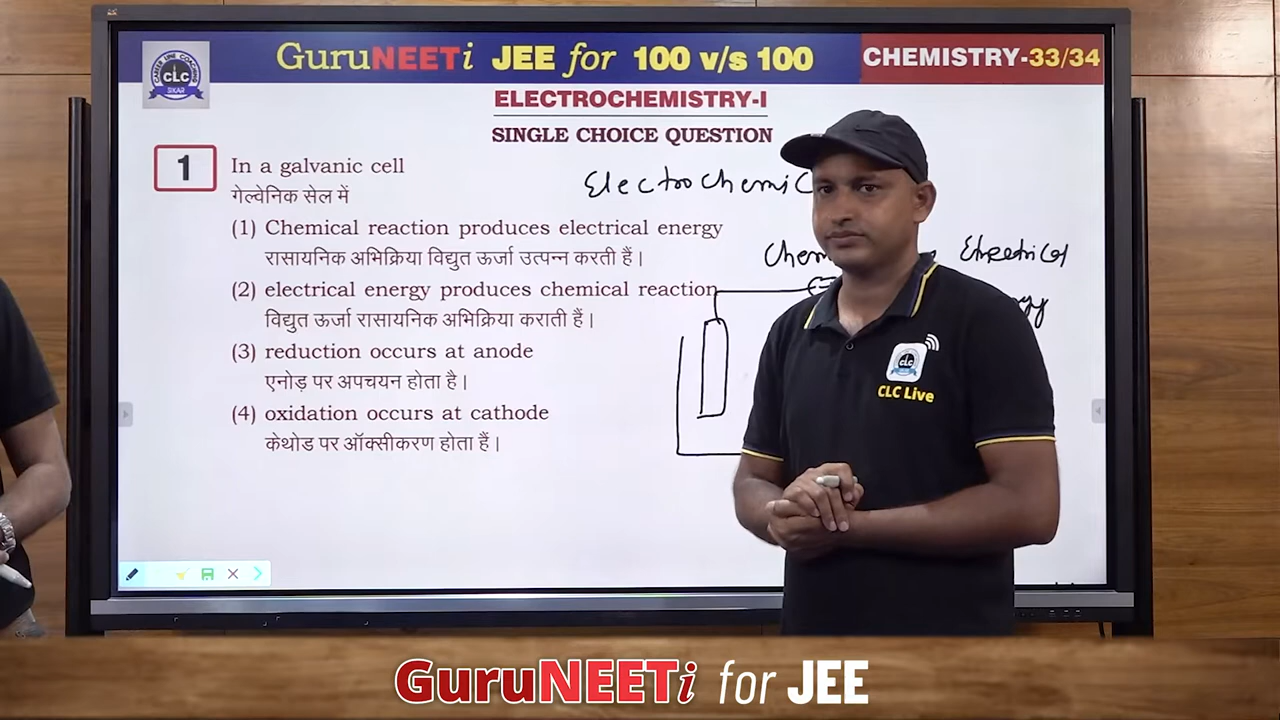 GuruNEETi JEE for 100 v/s 100
CHEMISTRY-33/34
CLC
SIKAR
ELECTROCHEMISTRY-I
SINGLE CHOICE QUESTION
1 In a galvanic cell
गेल्वेनिक सेल में
(1) Chemical reaction produces electrical energy
रासायनिक अभिक्रिया विद्युत ऊर्जा उत्पन्न करती हैं।
(2) electrical energy produces chemical reaction
विद्युत ऊर्जा रासायनिक अभिक्रिया कराती हैं।
(3) reduction occurs at anode
एनोड़ पर अपचयन होता है।
(4) oxidation occurs at cathode
केथोड पर ऑक्सीकरण होता हैं।
Electrochemic
Chem
CLC
CLC Live
GuruNEETi for JEE